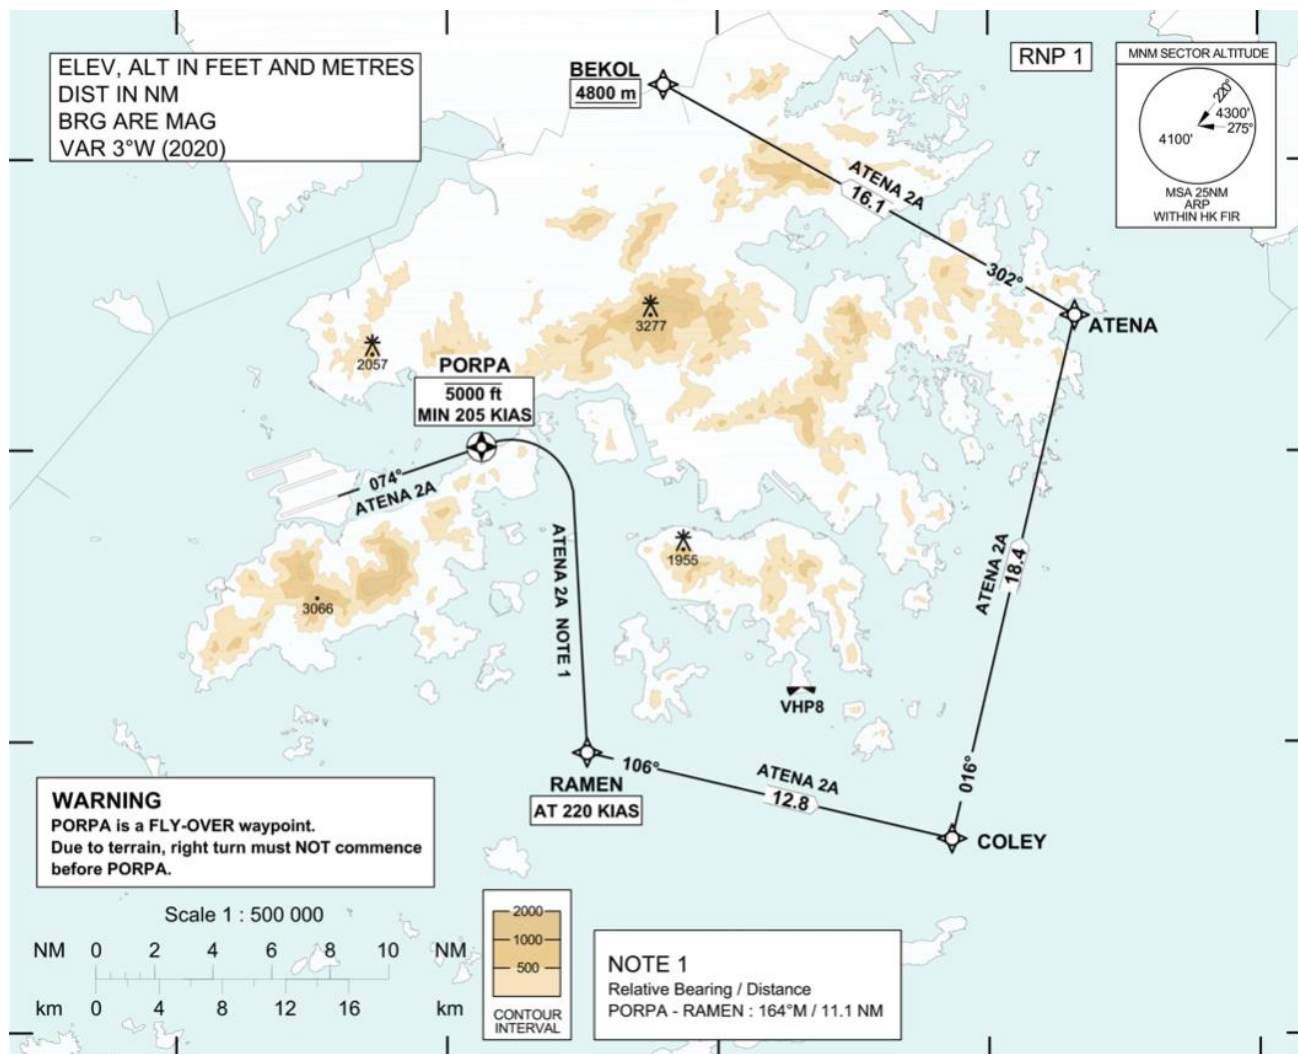 ELEV, ALT IN FEET AND METRES
DIST IN NM
BRG ARE MAG
VAR 3°W (2020)
BEKOL
4800 m
RNP 1
MNM SECTOR ALTITUDE
220°
4300'
275°
4100'
MSA 25NM
ARP
WITHIN HK FIR
ATENA 2A
16.1
302°
ATENA
3277
2057
PORPA
5000 ft
MIN 205 KIAS
074°
ATENA 2A
ATENA 2A NOTE 1
1955
ATENA 2A
18.4
3066
VHP8
016°
RAMEN
AT 220 KIAS
106°
ATENA 2A
12.8
COLEY
WARNING
PORPA is a FLY-OVER waypoint.
Due to terrain, right turn must NOT commence
before PORPA.
Scale 1 : 500 000
NM 0 2 4 6 8 10 NM
km 0 4 8 12 16 km
2000
1000
500
CONTOUR
INTERVAL
NOTE 1
Relative Bearing / Distance
PORPA - RAMEN : 164°M / 11.1 NM